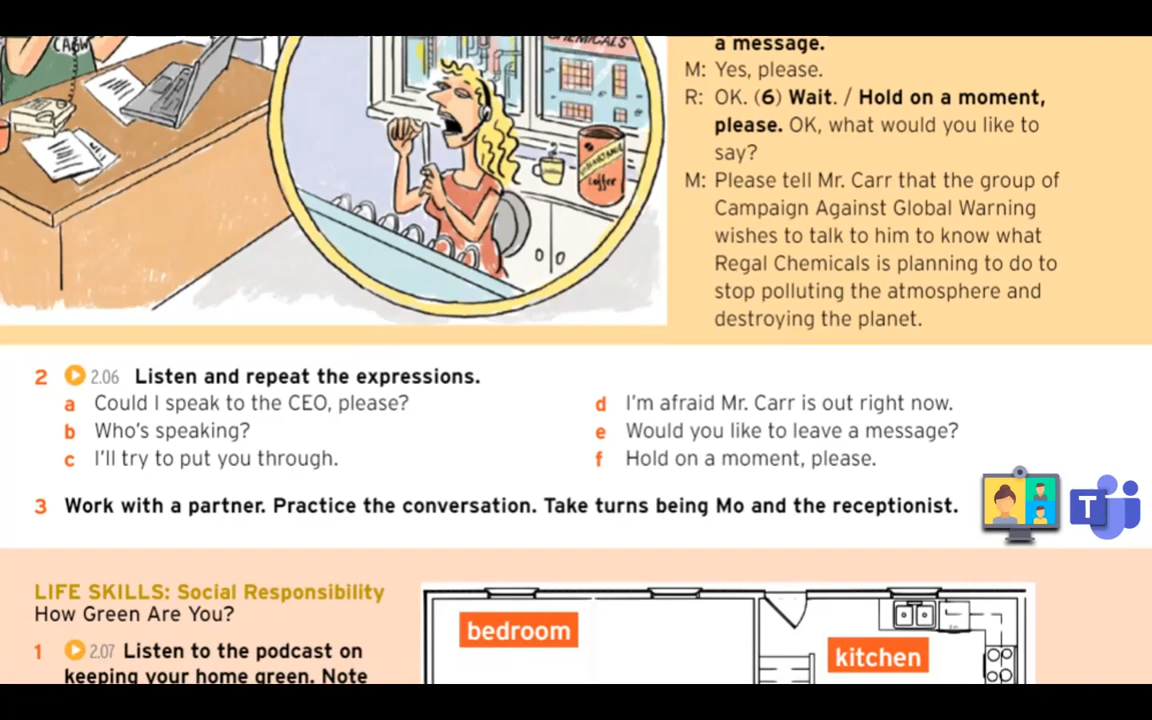 CHEMICALS
coffee
a message.
M: Yes, please.
R: OK. (6) Wait. / Hold on a moment,
please. OK, what would you like to
say?
M: Please tell Mr. Carr that the group of
Campaign Against Global Warning
wishes to talk to him to know what
Regal Chemicals is planning to do to
stop polluting the atmosphere and
destroying the planet.
2 2.06 Listen and repeat the expressions.
a Could I speak to the CEO, please?
b Who's speaking?
c I'll try to put you through.
d I'm afraid Mr. Carr is out right now.
e Would you like to leave a message?
f Hold on a moment, please.
3 Work with a partner. Practice the conversation. Take turns being Mo and the receptionist.
T
LIFE SKILLS: Social Responsibility
How Green Are You?
1 2.07 Listen to the podcast on
keeping your home green. Note
bedroom
kitchen